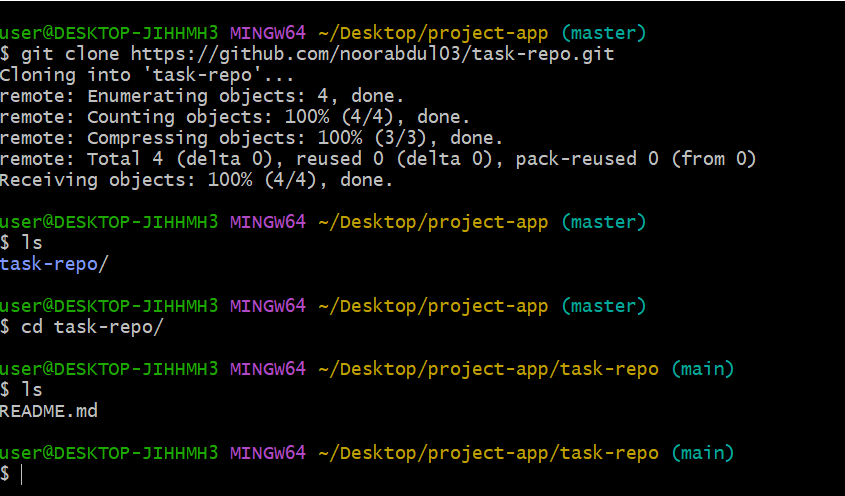 user@DESKTOP-JIHHMH3 MINGW64 ~/Desktop/project-app (master)
$ git clone https://github.com/noorabdul03/task-repo.git
Cloning into 'task-repo'...
remote: Enumerating objects: 4, done.
remote: Counting objects: 100% (4/4), done.
remote: Compressing objects: 100% (3/3), done.
remote: Total 4 (delta 0), reused 0 (delta 0), pack-reused 0 (from 0)
Receiving objects: 100% (4/4), done.
user@DESKTOP-JIHHMH3 MINGW64 ~/Desktop/project-app (master)
$ ls
task-repo/
user@DESKTOP-JIHHMH3 MINGW64 ~/Desktop/project-app (master)
$ cd task-repo/
user@DESKTOP-JIHHMH3 MINGW64 ~/Desktop/project-app/task-repo (main)
$ ls
README.md
user@DESKTOP-JIHHMH3 MINGW64 ~/Desktop/project-app/task-repo (main)
$